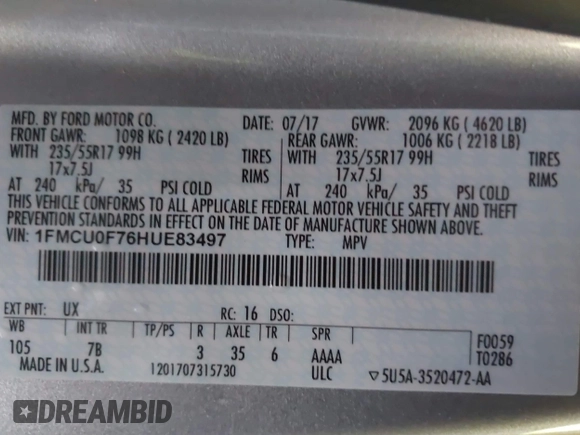 MFD. BY FORD MOTOR CO. DATE: 07/17 GVWR: 2096 KG ( 4620 LB)
FRONT GAWR: 1098 KG ( 2420 LB) REAR GAWR: 1006 KG ( 2218 LB)
WITH 235/55R17 99H TIRES WITH 235/55R17 99H TIRES
17x7.5J RIMS 17x7.5J RIMS
AT 240 kPa/ 35 PSI COLD AT 240 kPa/ 35 PSI COLD
THIS VEHICLE CONFORMS TO ALL APPLICABLE FEDERAL MOTOR VEHICLE SAFETY AND THEFT
PREVENTION STANDARDS IN EFFECT ON THE DATE OF MANUFACTURE SHOWN ABOVE.
VIN: 1FMCU0F76HUE83497 TYPE: MPV
EXT PNT: UX RC: 16 DSO:
WB INT TR TP/PS R AXLE TR SPR F0059
105 7B 3 35 6 AAAA T0286
MADE IN U.S.A. 1201707315730 ULC ▽5U5A-3520472-AA
DREAMBID